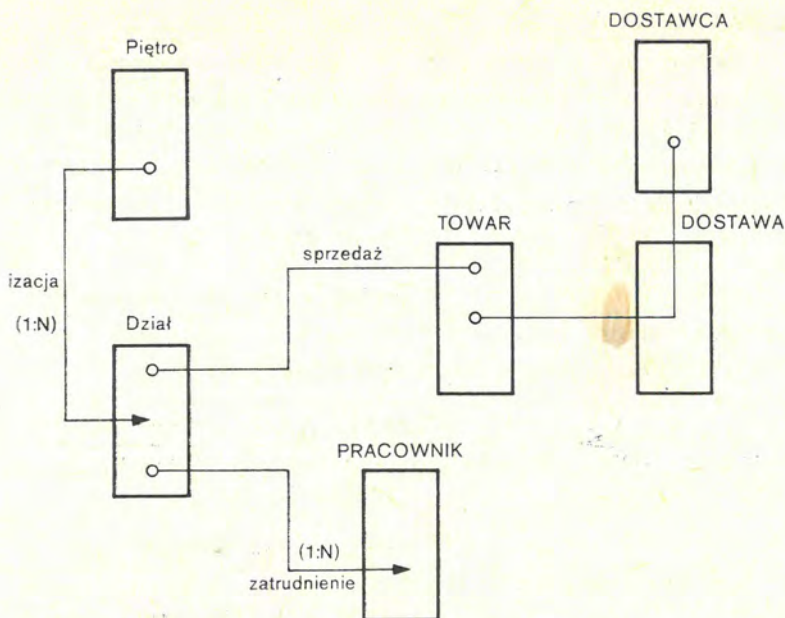 DOSTAWCA
Piętro
TOWAR
DOSTAWA
sprzedaż
izacja
(1:N)
Dział
PRACOWNIK
(1:N)
zatrudnienie